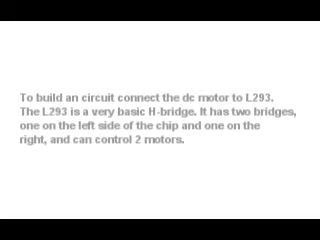 To build an circuit connect the dc motor to L293.
The L293 is a very basic H-bridge. It has two bridges,
one on the left side of the chip and one on the
right, and can control 2 motors.